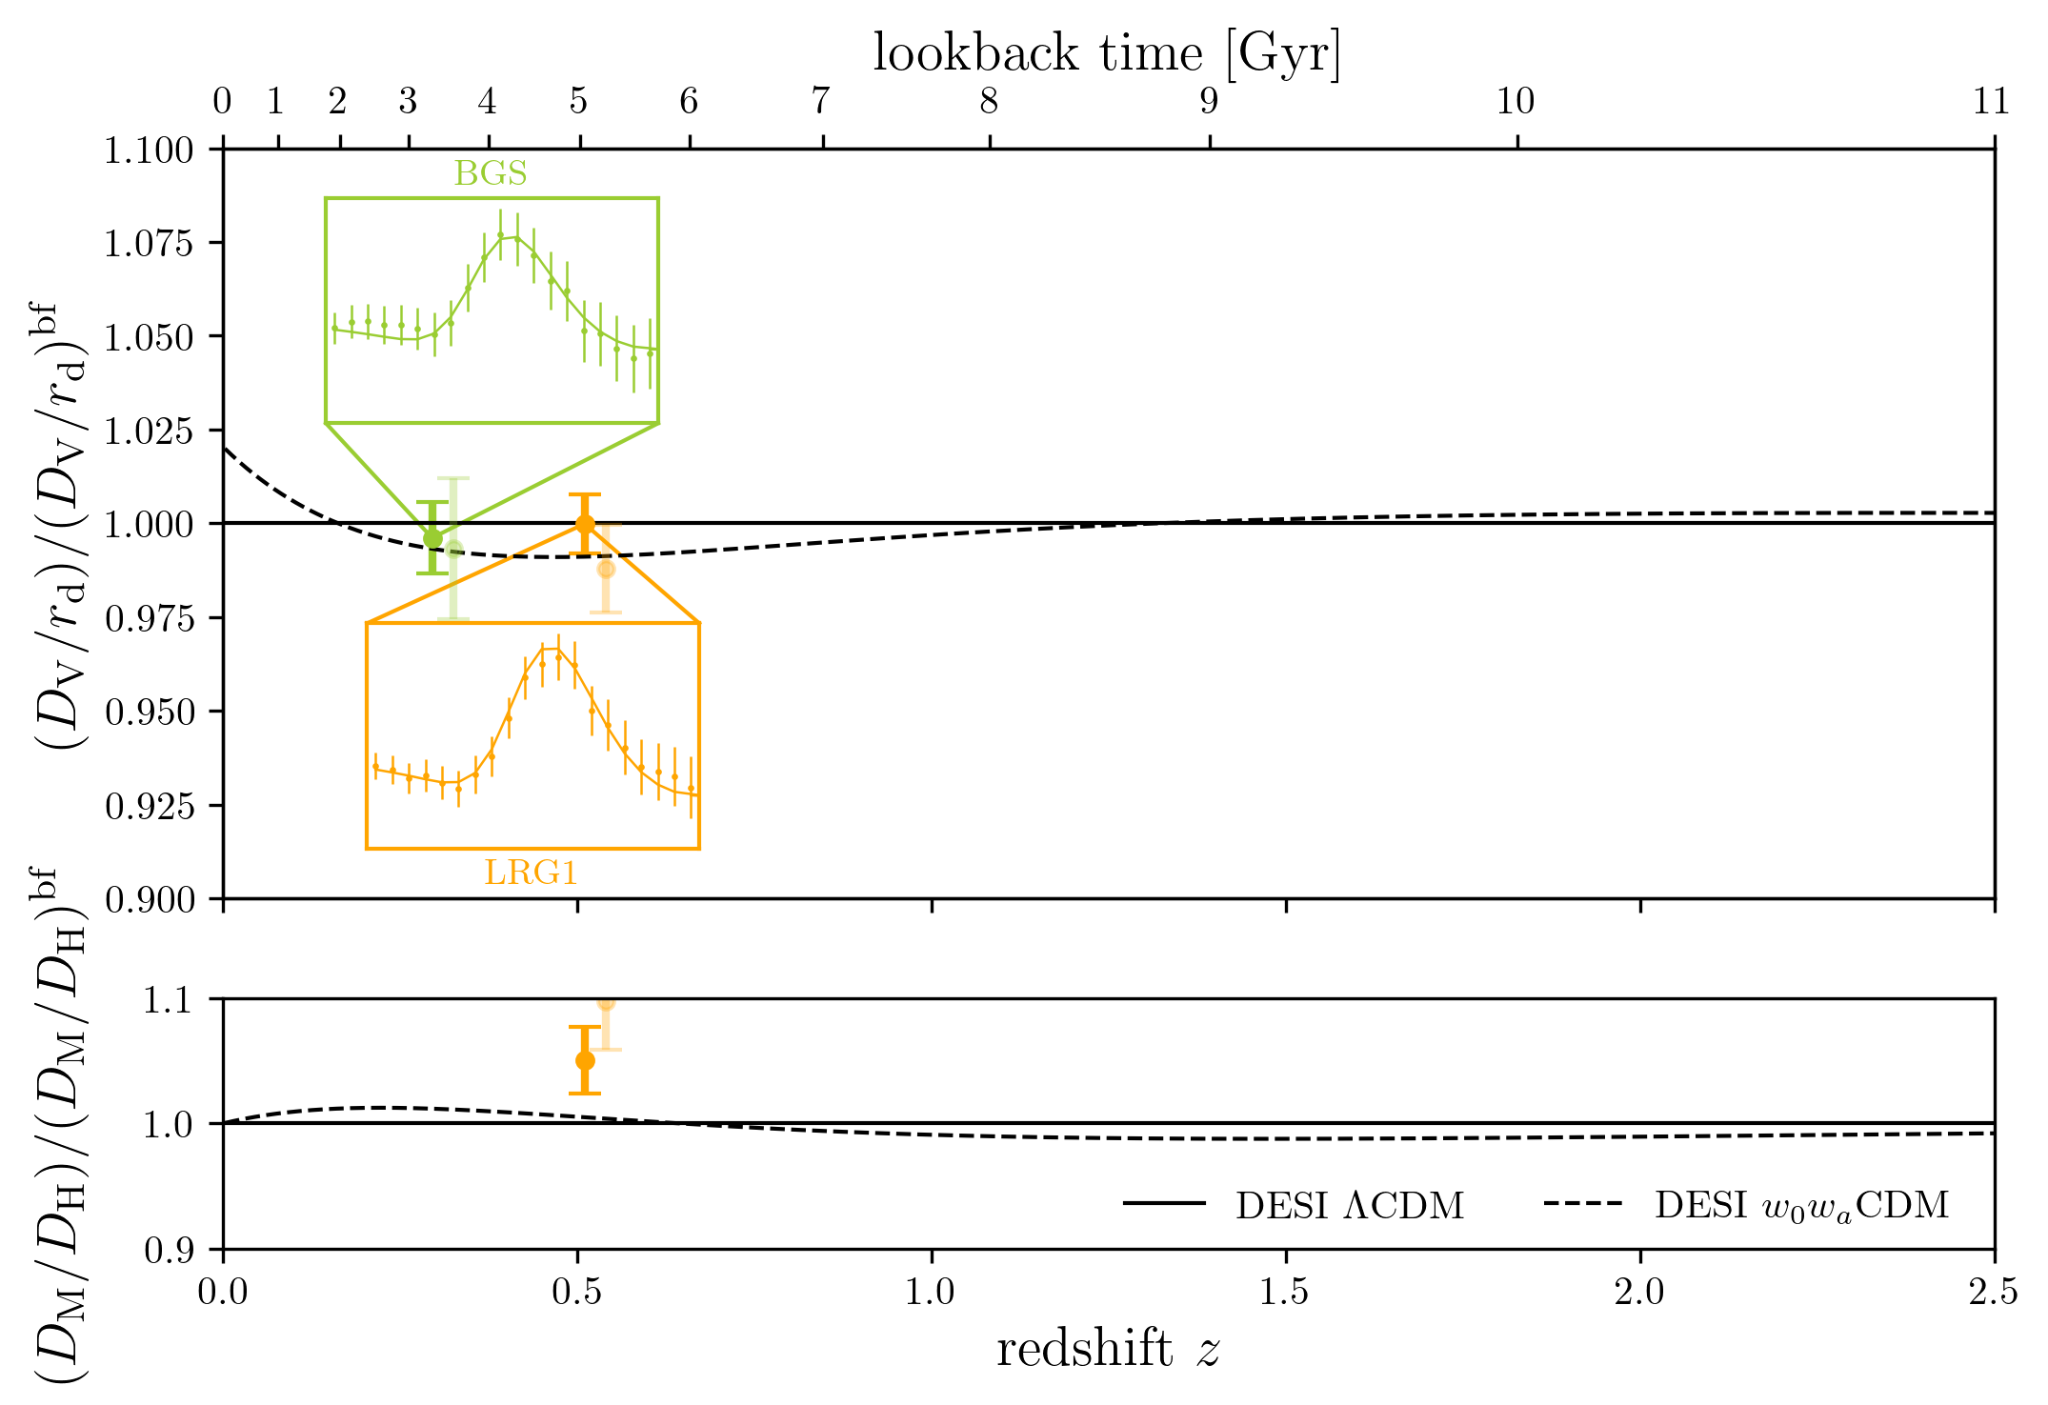 lookback time [Gyr]
0 1 2 3 4 5 6 7 8 9 10 11
(D_V/r_d)/(D_V/r_d)^bf
1.100
1.075
1.050
1.025
1.000
0.975
0.950
0.925
0.900
BGS
LRG1
(D_M/D_H)/(D_M/D_H)^bf
1.1
1.0
0.9
DESI ΛCDM DESI w_0w_aCDM
0.0 0.5 1.0 1.5 2.0 2.5
redshift z